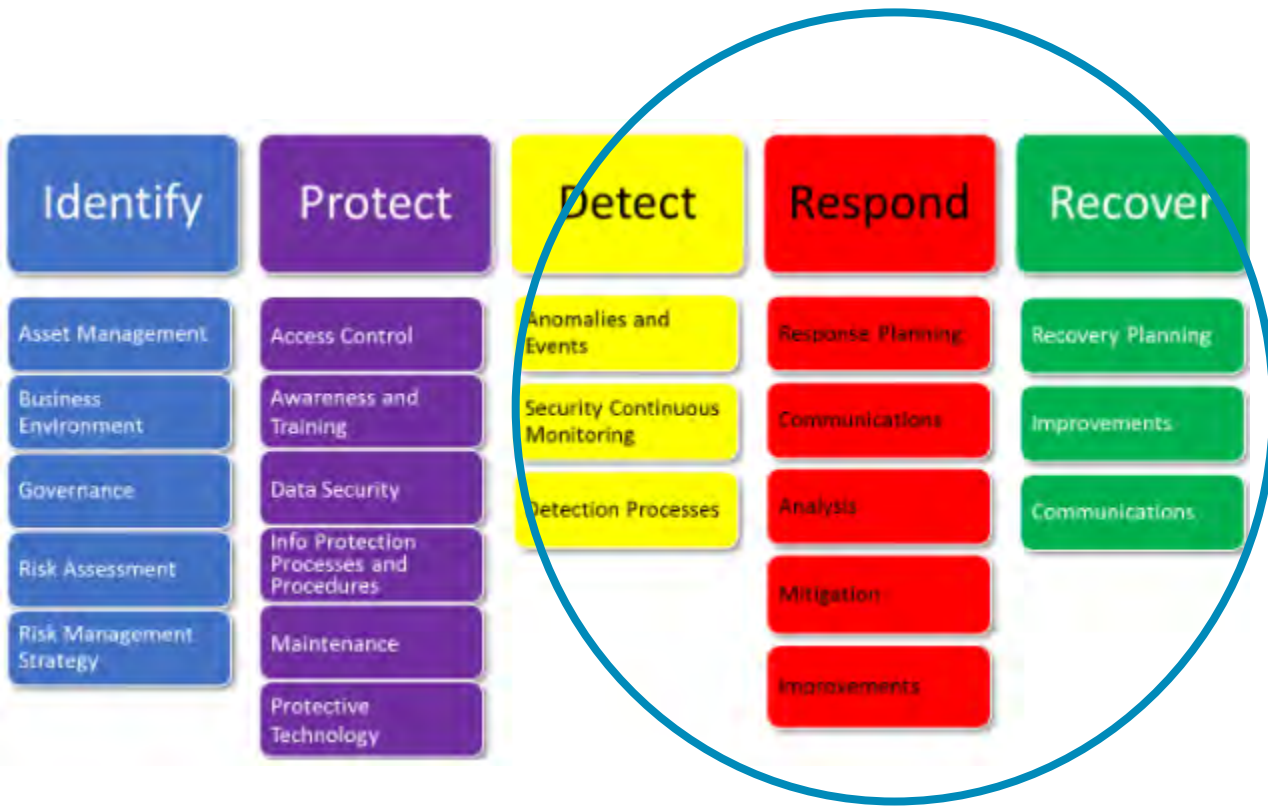 Identify
Protect
Detect
Respond
Recover
Asset Management
Business
Environment
Governance
Risk Assessment
Risk Management
Strategy
Access Control
Awareness and
Training
Data Security
Info Protection
Processes and
Procedures
Maintenance
Protective
Technology
Anomalies and
Events
Security Continuous
Monitoring
Detection Processes
Response Planning
Communications
Analysis
Mitigation
Improvements
Recovery Planning
Improvements
Communications